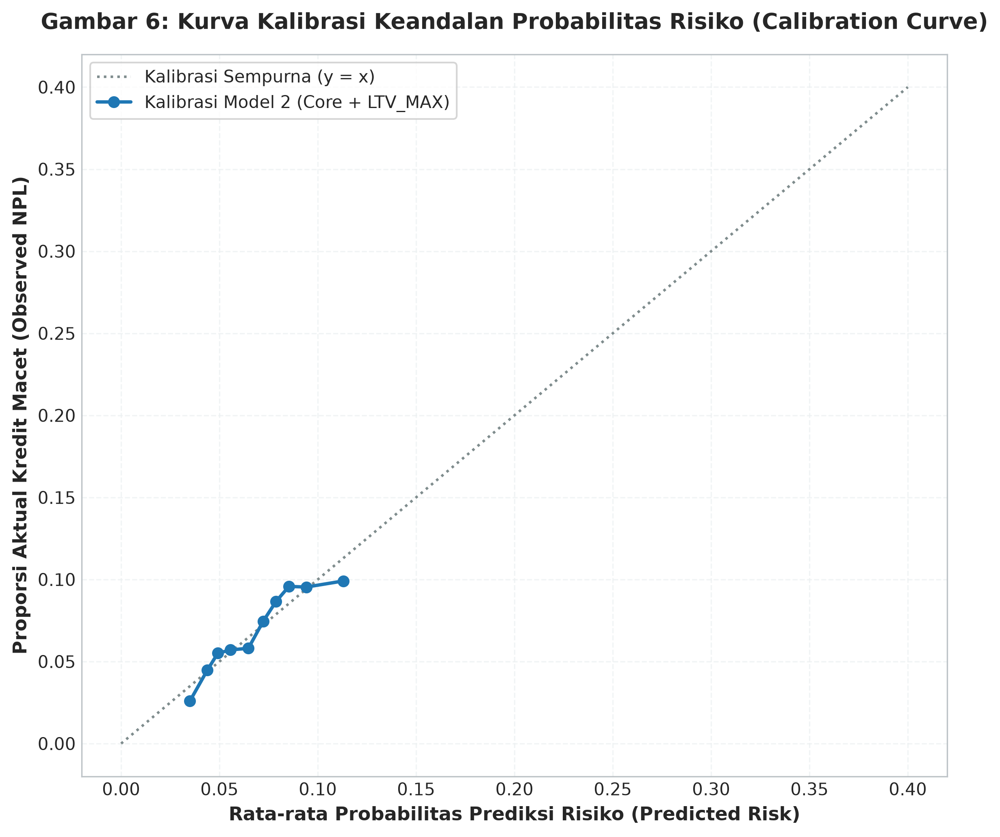 Gambar 6: Kurva Kalibrasi Keandalan Probabilitas Risiko (Calibration Curve)
Kalibrasi Sempurna (y = x)
Kalibrasi Model 2 (Core + LTV_MAX)
Proporsi Aktual Kredit Macet (Observed NPL)
0.40
0.35
0.30
0.25
0.20
0.15
0.10
0.05
0.00
0.00 0.05 0.10 0.15 0.20 0.25 0.30 0.35 0.40
Rata-rata Probabilitas Prediksi Risiko (Predicted Risk)